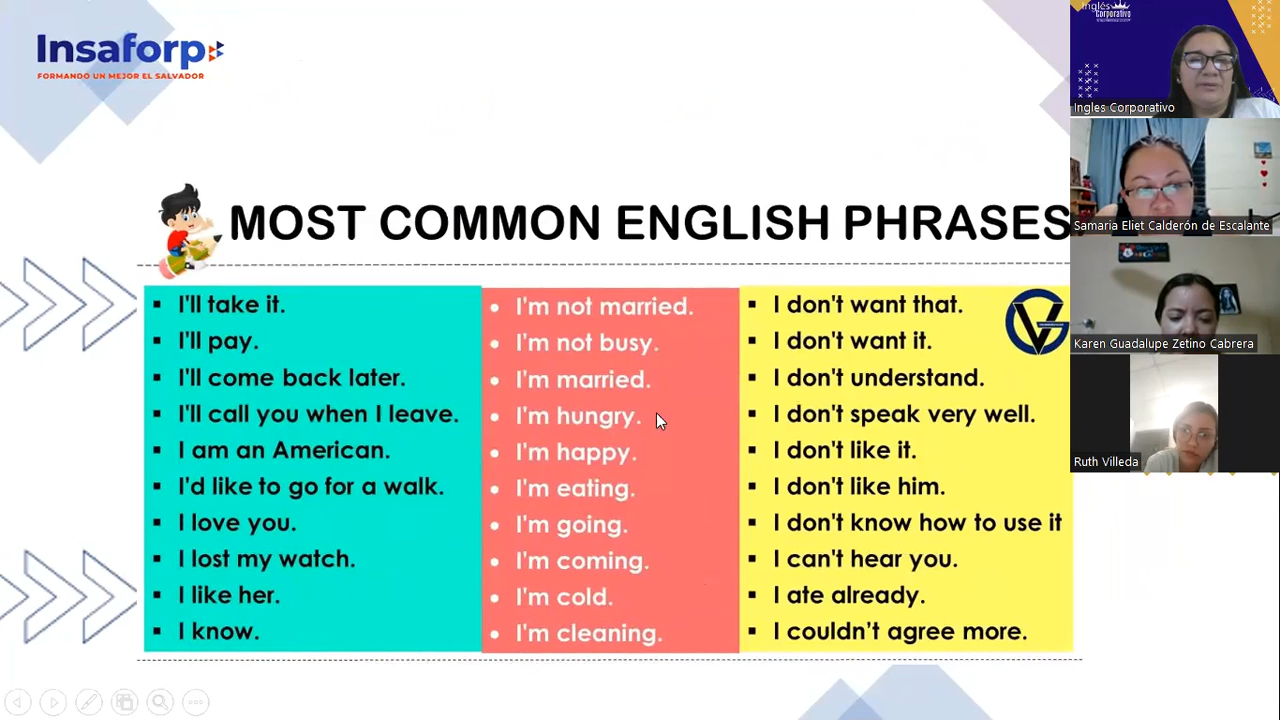 Insaforp
FORMANDO UN MEJOR EL SALVADOR
MOST COMMON ENGLISH PHRASES
I'll take it.
I'll pay.
I'll come back later.
I'll call you when I leave.
I am an American.
I'd like to go for a walk.
I love you.
I lost my watch.
I like her.
I know.
I'm not married.
I'm not busy.
I'm married.
I'm hungry.
I'm happy.
I'm eating.
I'm going.
I'm coming.
I'm cold.
I'm cleaning.
I don't want that.
I don't want it.
I don't understand.
I don't speak very well.
I don't like it.
I don't like him.
I don't know how to use it
I can't hear you.
I ate already.
I couldn’t agree more.
VG
Inglés
Corporativo
Ingles Corporativo
Samaria Eliet Calderón de Escalante
Karen Guadalupe Zetino Cabrera
Ruth Villeda